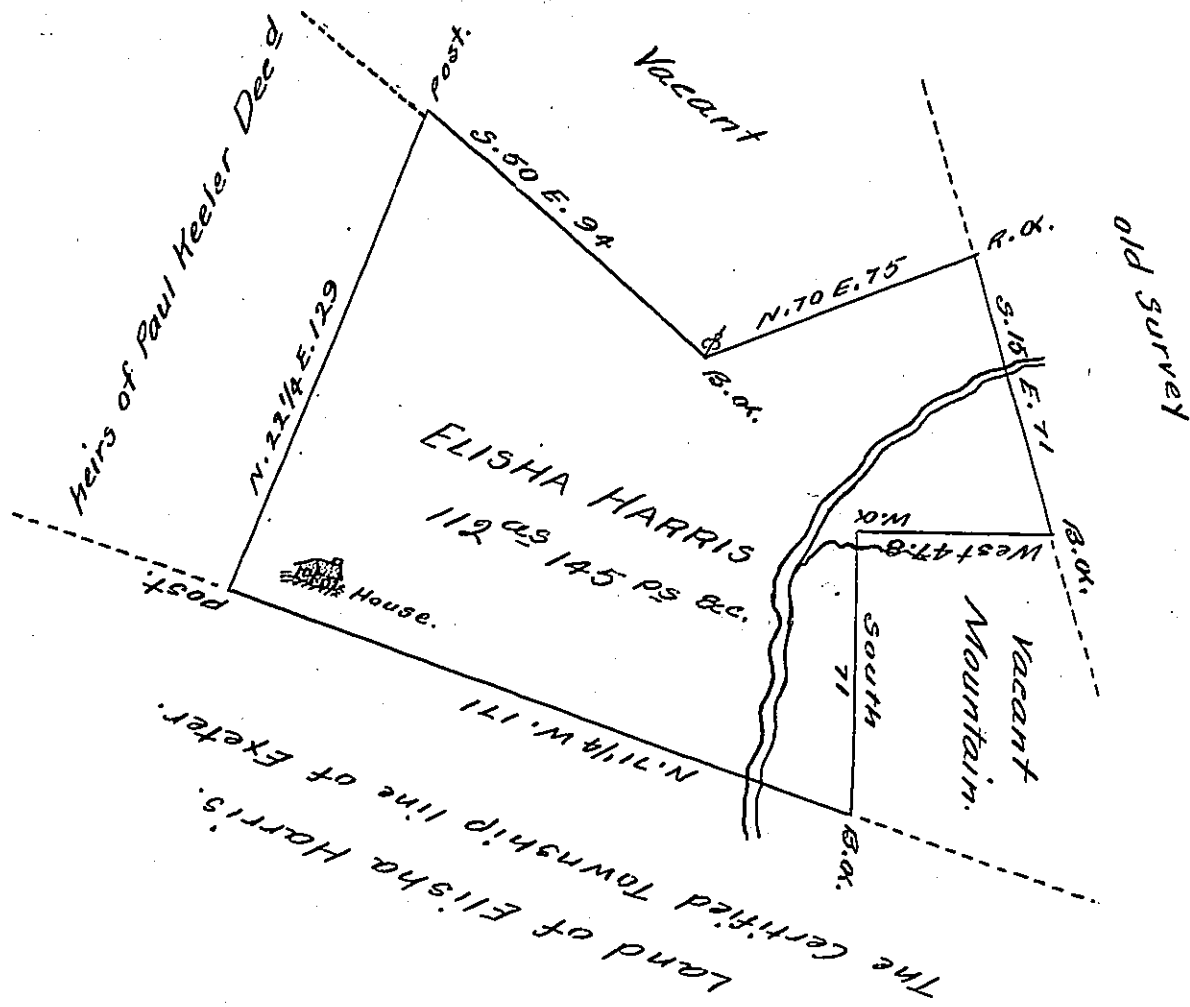 heirs of Paul Keeler Dec d
Post.
Vacant
S. 50 E. 94
N. 70 E. 75
R.O.
old Survey
S. 15 E. 71
N. 22 1/4 E. 129
B.O.
ELISHA HARRIS
112 as 145 ps &c.
W.O
West 47.8
B.O.
House.
Post.
South
71
Vacant
Mountain.
N. 71 1/4 W. 171
B.O.
The Certified Township line of Exeter.
Land of Elisha Harris.